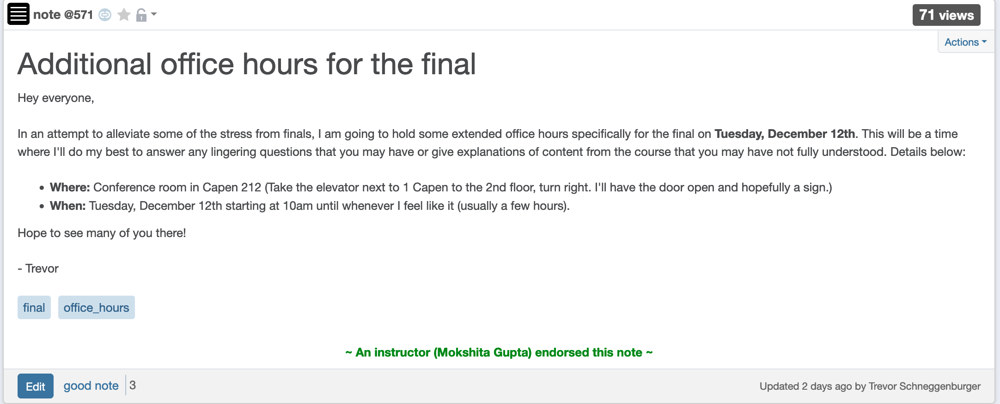 note @571
71 views
Actions
Additional office hours for the final
Hey everyone,
In an attempt to alleviate some of the stress from finals, I am going to hold some extended office hours specifically for the final on Tuesday, December 12th. This will be a time
where I'll do my best to answer any lingering questions that you may have or give explanations of content from the course that you may have not fully understood. Details below:
• Where: Conference room in Capen 212 (Take the elevator next to 1 Capen to the 2nd floor, turn right. I'll have the door open and hopefully a sign.)
• When: Tuesday, December 12th starting at 10am until whenever I feel like it (usually a few hours).
Hope to see many of you there!
- Trevor
final office_hours
~ An instructor (Mokshita Gupta) endorsed this note ~
Edit good note 3
Updated 2 days ago by Trevor Schneggenburger